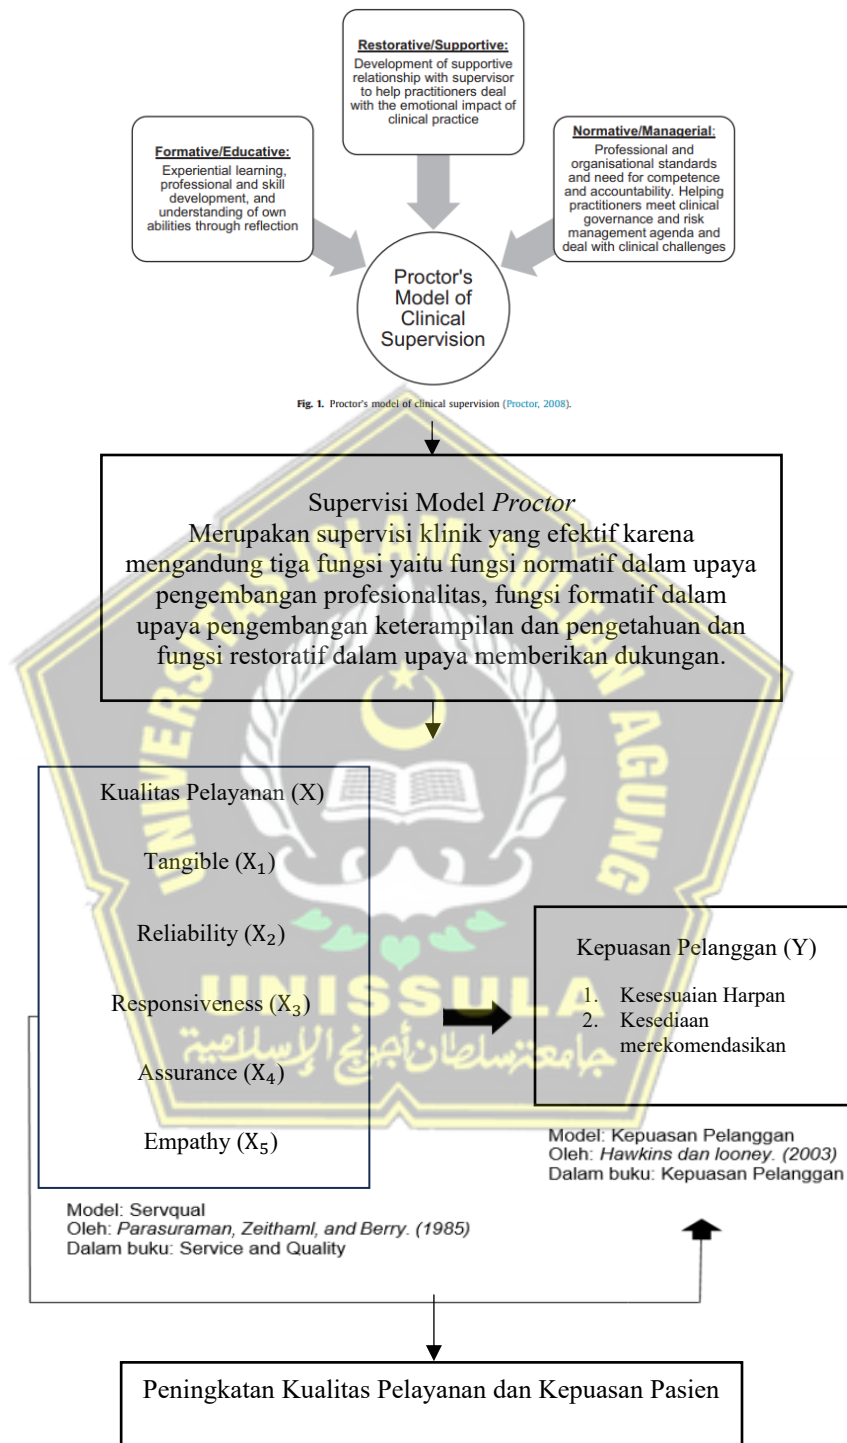 Restorative/Supportive:
Development of supportive
relationship with supervisor
to help practitioners deal
with the emotional impact of
clinical practice
Formative/Educative:
Experiential learning,
professional and skill
development, and
understanding of own
abilities through reflection
Normative/Managerial:
Professional and
organisational standards
and need for competence
and accountability. Helping
practitioners meet clinical
governance and risk
management agenda and
deal with clinical challenges
Proctor's
Model of
Clinical
Supervision
Fig. 1. Proctor's model of clinical supervision (Proctor, 2008).
Supervisi Model Proctor
Merupakan supervisi klinik yang efektif karena
mengandung tiga fungsi yaitu fungsi normatif dalam upaya
pengembangan profesionalitas, fungsi formatif dalam
upaya pengembangan keterampilan dan pengetahuan dan
fungsi restoratif dalam upaya memberikan dukungan.
UNIVERSITAS ISLAM SULTAN AGUNG
Kualitas Pelayanan (X)
Tangible (X₁)
Reliability (X₂)
Responsiveness (X₃)
Assurance (X₄)
Empathy (X₅)
UNISSULA
جامعة سلطان أجونج الإسلامية
Kepuasan Pelanggan (Y)
1. Kesesuaian Harpan
2. Kesediaan
merekomendasikan
Model: Kepuasan Pelanggan
Oleh: Hawkins dan looney. (2003)
Dalam buku: Kepuasan Pelanggan
Model: Servqual
Oleh: Parasuraman, Zeithaml, and Berry. (1985)
Dalam buku: Service and Quality
Peningkatan Kualitas Pelayanan dan Kepuasan Pasien